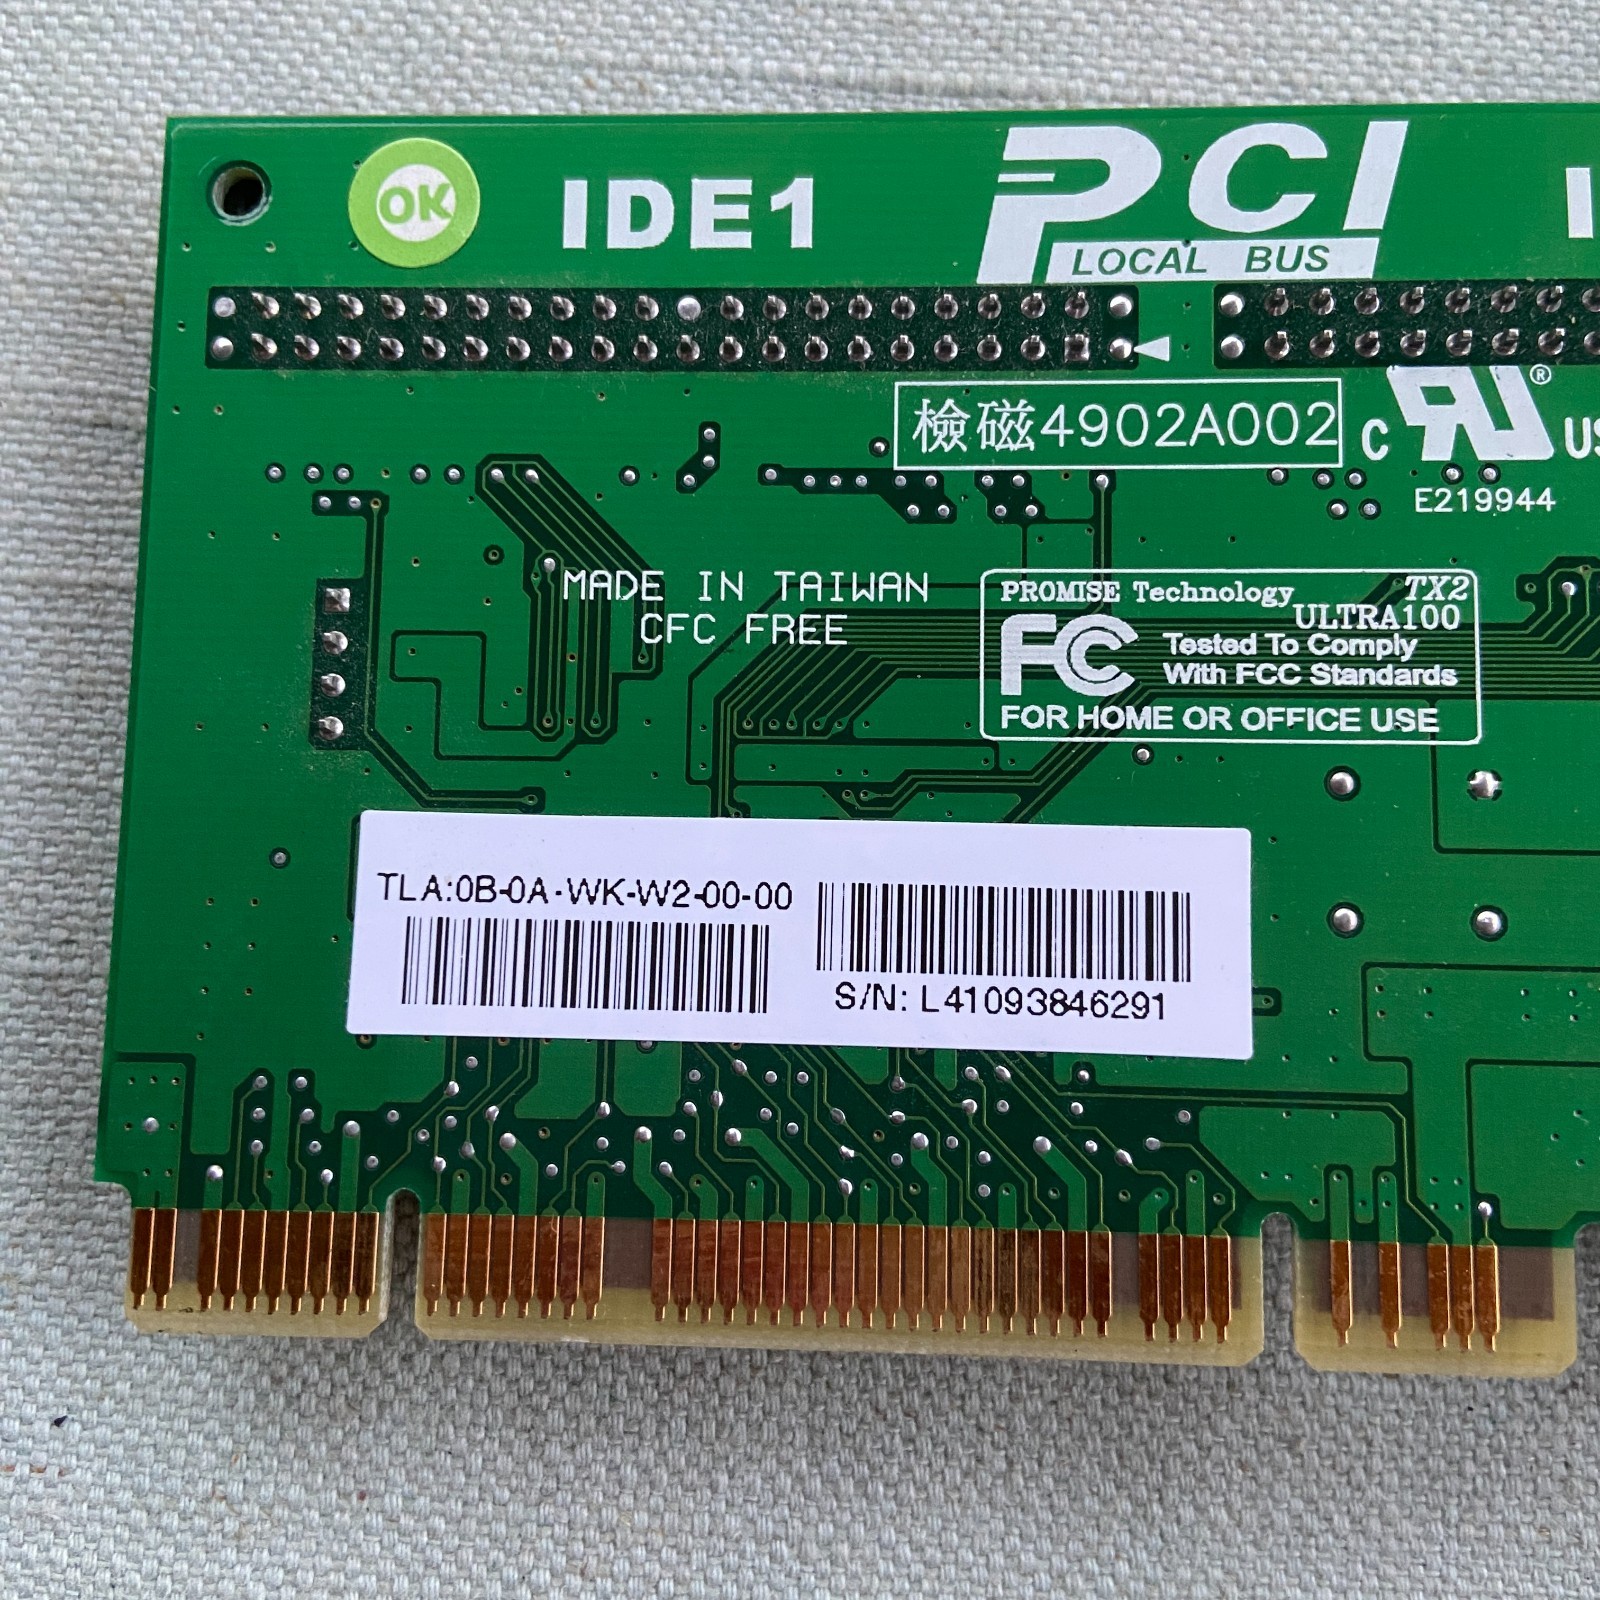 OK
IDE1
PCI
LOCAL BUS
檢磁4902A002
C RU® US
E219944
MADE IN TAIWAN
CFC FREE
PROMISE Technology TX2
ULTRA100
FC Tested To Comply
With FCC Standards
FOR HOME OR OFFICE USE
TLA:0B-0A-WK-W2-00-00
S/N: L41093846291